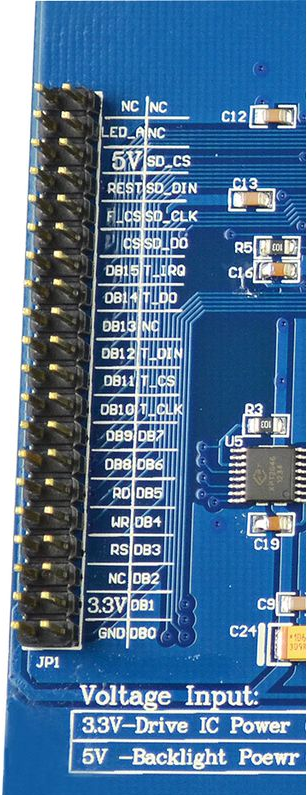 NC NC
LED_A NC
C12
5V SD_CS
REST SD_DIN
C13
F_CS SD_CLK
CS SD_DO
R5
DB15 T_IRQ
C16
DB14 T_DO
DB13 NC
DB12 T_DIN
DB11 T_CS
DB10 T_CLK
R3
DB9 DB7
U5
DB8 DB6
RD DB5
WR DB4
C19
RS DB3
NC DB2
3.3V DB1
C9
GND DB0
C24
JP1
Voltage Input:
3.3V-Drive IC Power
5V -Backlight Poewr